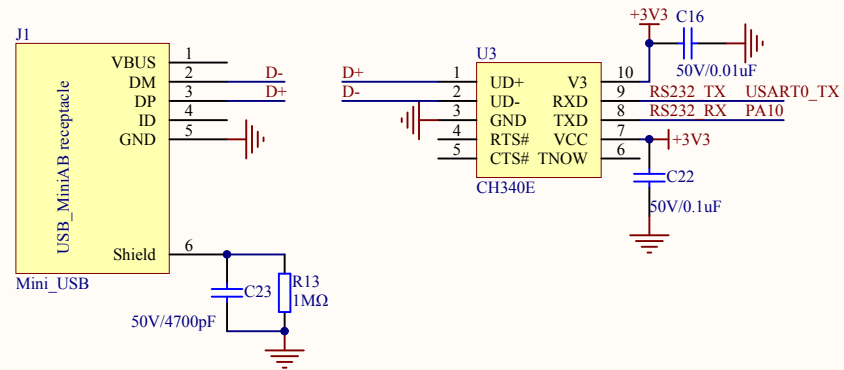 J1
VBUS 1
DM 2 D-
DP 3 D+
ID 4
GND 5
USB_MiniAB receptacle
Shield 6
Mini_USB
C23
50V/4700pF
R13
1MΩ
U3
D+ 1 UD+ V3 10
D- 2 UD- RXD 9 RS232_TX USART0_TX
3 GND TXD 8 RS232_RX PA10
4 RTS# VCC 7 +3V3
5 CTS# TNOW 6
CH340E
+3V3
C16
50V/0.01uF
C22
50V/0.1uF